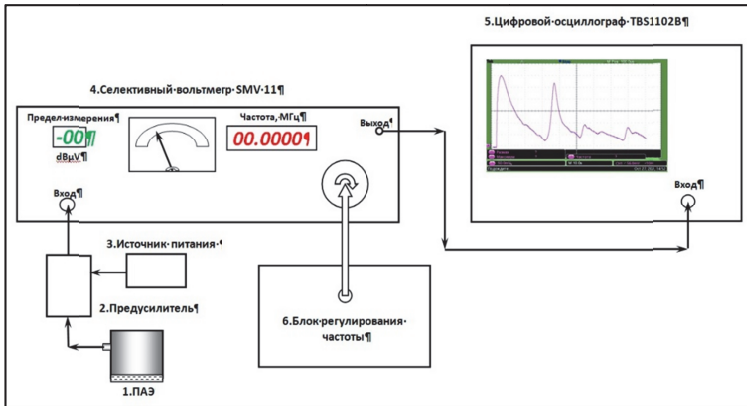 5.Цифровой·осциллограф·TBS1102B¶
4.Селективный·вольтметр·SMV·11¶
Предел·измерения¶
-00¶
dBµV¶
Частота,·МГц¶
00.0000¶
Выход¶
Вход¶
Вход¶
3.Источник·питания·¶
2.Предусилитель¶
6.Блок·регулирования·
частоты¶
1.ПАЭ